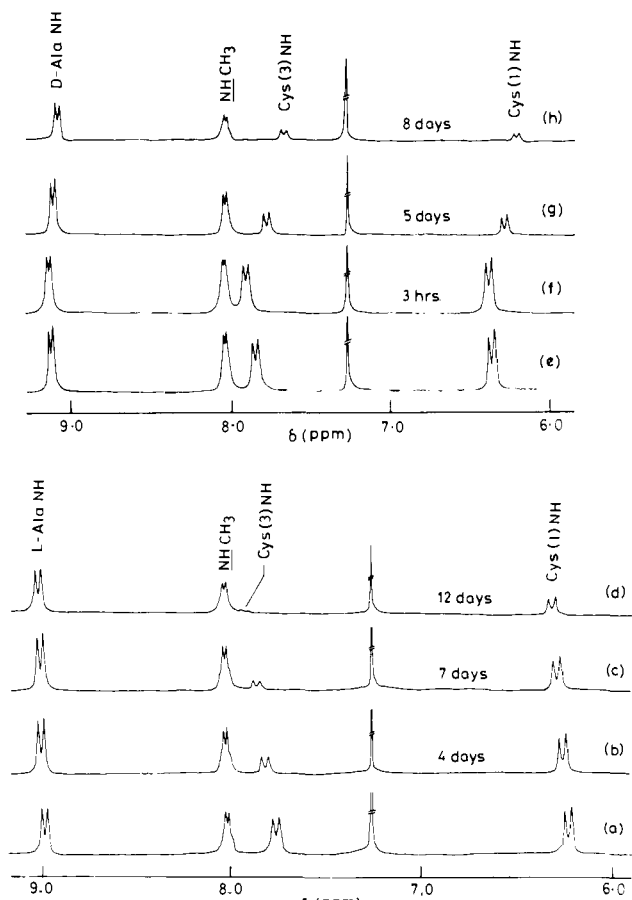 D-Ala NH
NHCH3
Cys(3)NH
Cys(1)NH
8 days
(h)
5 days
(g)
3 hrs
(f)
(e)
9.0
8.0
7.0
6.0
δ(ppm)
L-Ala NH
NHCH3
Cys(3)NH
Cys(1)NH
12 days
(d)
7 days
(c)
4 days
(b)
(a)
9.0
8.0
7.0
6.0